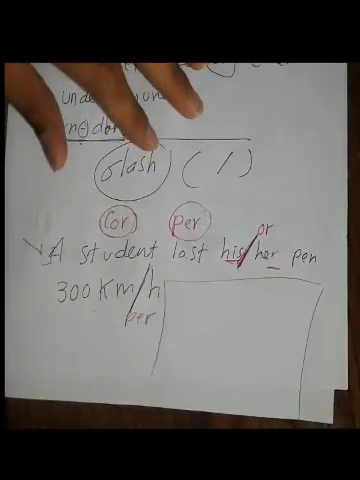 slash ( / )
(or) per
or
A student lost his/her pen
300 Km/h
per